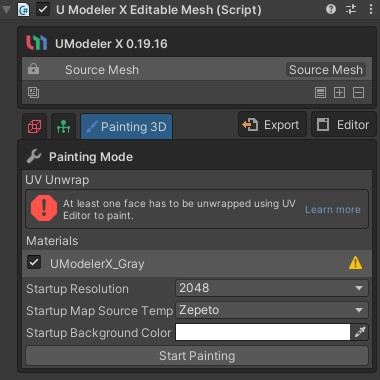 U Modeler X Editable Mesh (Script)
UModeler X 0.19.16
Source Mesh Source Mesh
Painting 3D Export Editor
Painting Mode
UV Unwrap
At least one face has to be unwrapped using UV
Editor to paint.
Learn more
Materials
UModelerX_Gray
Startup Resolution 2048
Startup Map Source Temp Zepeto
Startup Background Color
Start Painting